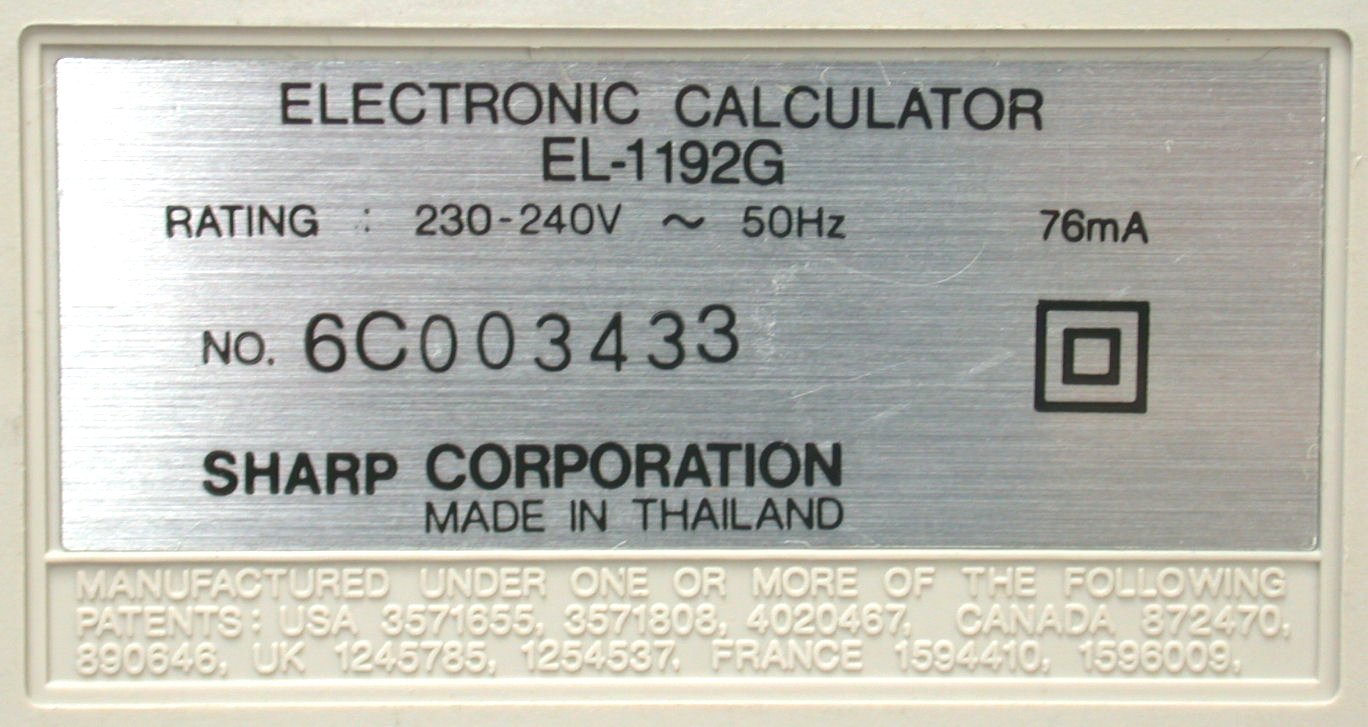 ELECTRONIC CALCULATOR
EL-1192G
RATING : 230-240V ~ 50Hz 76mA
NO. 6C003433
SHARP CORPORATION
MADE IN THAILAND
MANUFACTURED UNDER ONE OR MORE OF THE FOLLOWING
PATENTS: USA 3571655, 3571808, 4020467, CANADA 872470,
890646, UK 1245785, 1254537, FRANCE 1594410, 1596009,